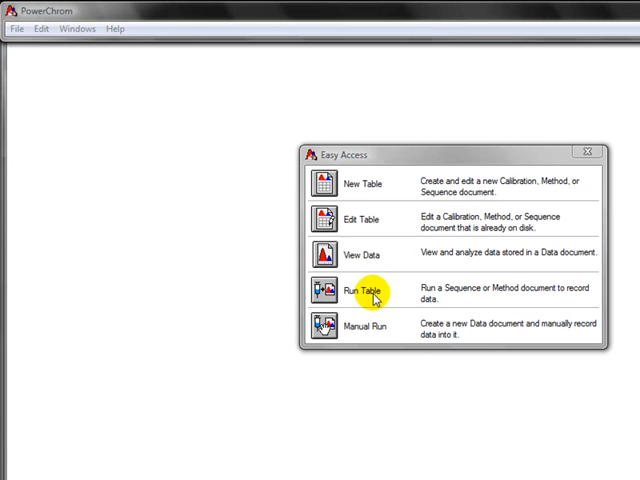 PowerChrom
File Edit Windows Help
Easy Access
New Table
Create and edit a new Calibration, Method, or
Sequence document.
Edit Table
Edit a Calibration, Method, or Sequence
document that is already on disk.
View Data
View and analyze data stored in a Data document.
Run Table
Run a Sequence or Method document to record
data.
Manual Run
Create a new Data document and manually record
data into it.